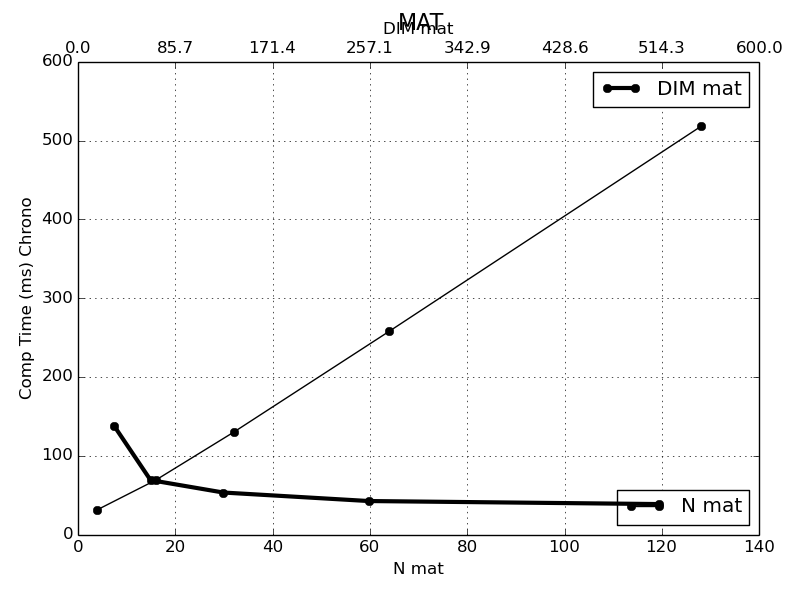 MAT
DIM mat
0.0 85.7 171.4 257.1 342.9 428.6 514.3 600.0
600
500
400
300
200
100
0
Comp Time (ms) Chrono
DIM mat
N mat
0 20 40 60 80 100 120 140
N mat